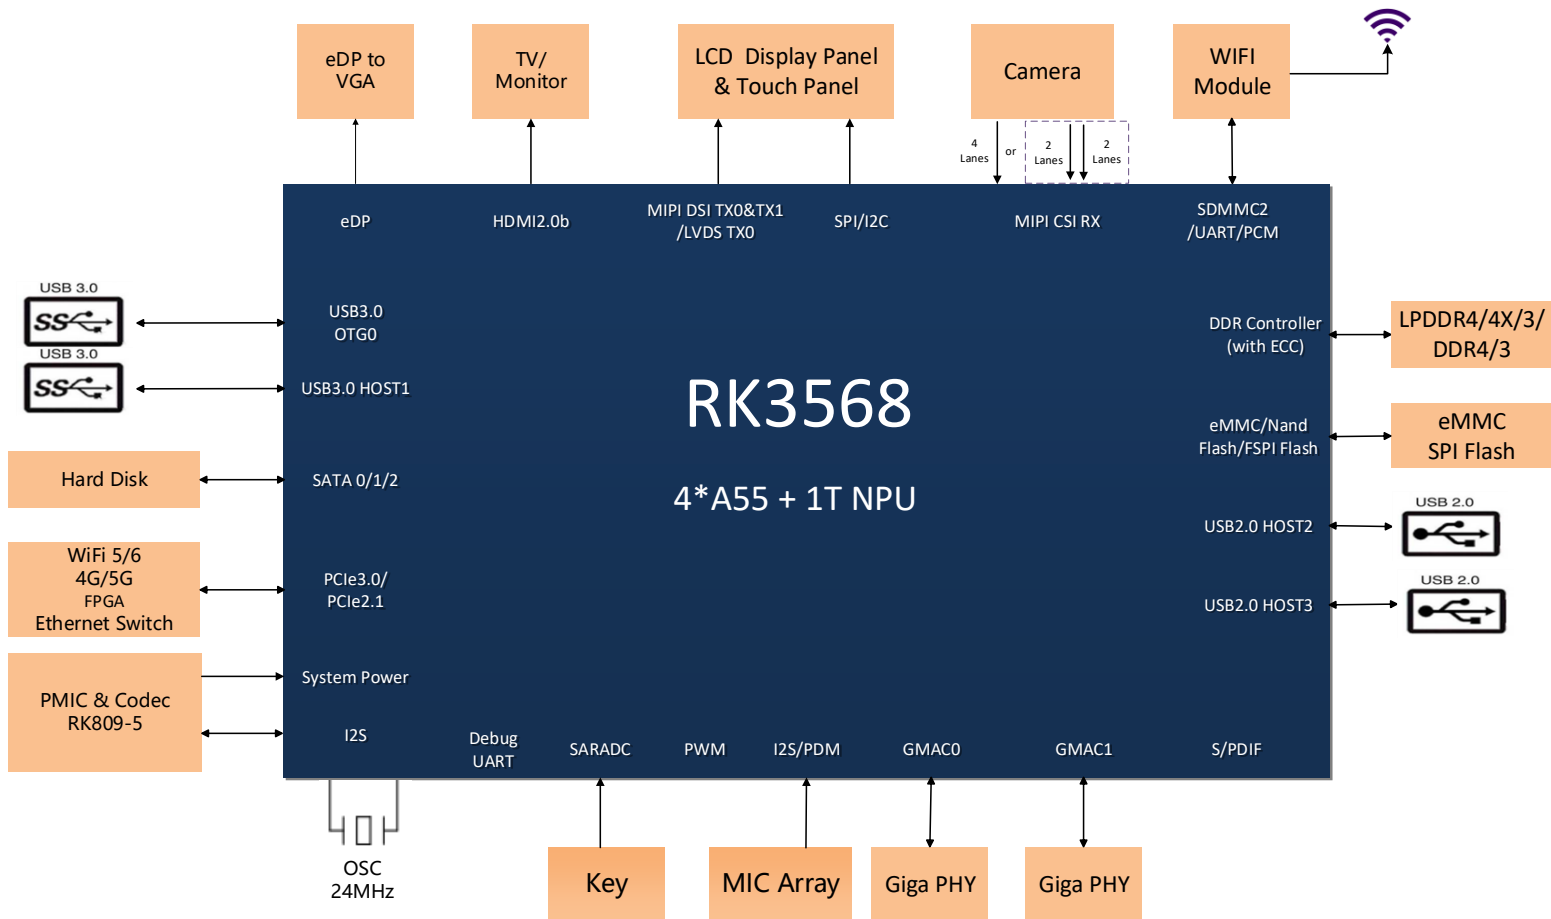 eDP to
VGA
TV/
Monitor
LCD  Display Panel
& Touch Panel
Camera
WIFI
Module
4
Lanes
or
2
Lanes
2
Lanes
eDP
HDMI2.0b
MIPI DSI TX0&TX1
/LVDS TX0
SPI/I2C
MIPI CSI RX
SDMMC2
/UART/PCM
USB 3.0
SS
USB3.0
OTG0
USB 3.0
SS
USB3.0 HOST1
DDR Controller
(with ECC)
LPDDR4/4X/3/
DDR4/3
RK3568
4*A55 + 1T NPU
eMMC/Nand
Flash/FSPI Flash
eMMC
SPI Flash
Hard Disk
SATA 0/1/2
USB2.0 HOST2
USB 2.0
WiFi 5/6
4G/5G
FPGA
Ethernet Switch
PCIe3.0/
PCIe2.1
USB2.0 HOST3
USB 2.0
PMIC & Codec
RK809-5
System Power
I2S
Debug
UART
SARADC
PWM
I2S/PDM
GMAC0
GMAC1
S/PDIF
OSC
24MHz
Key
MIC Array
Giga PHY
Giga PHY